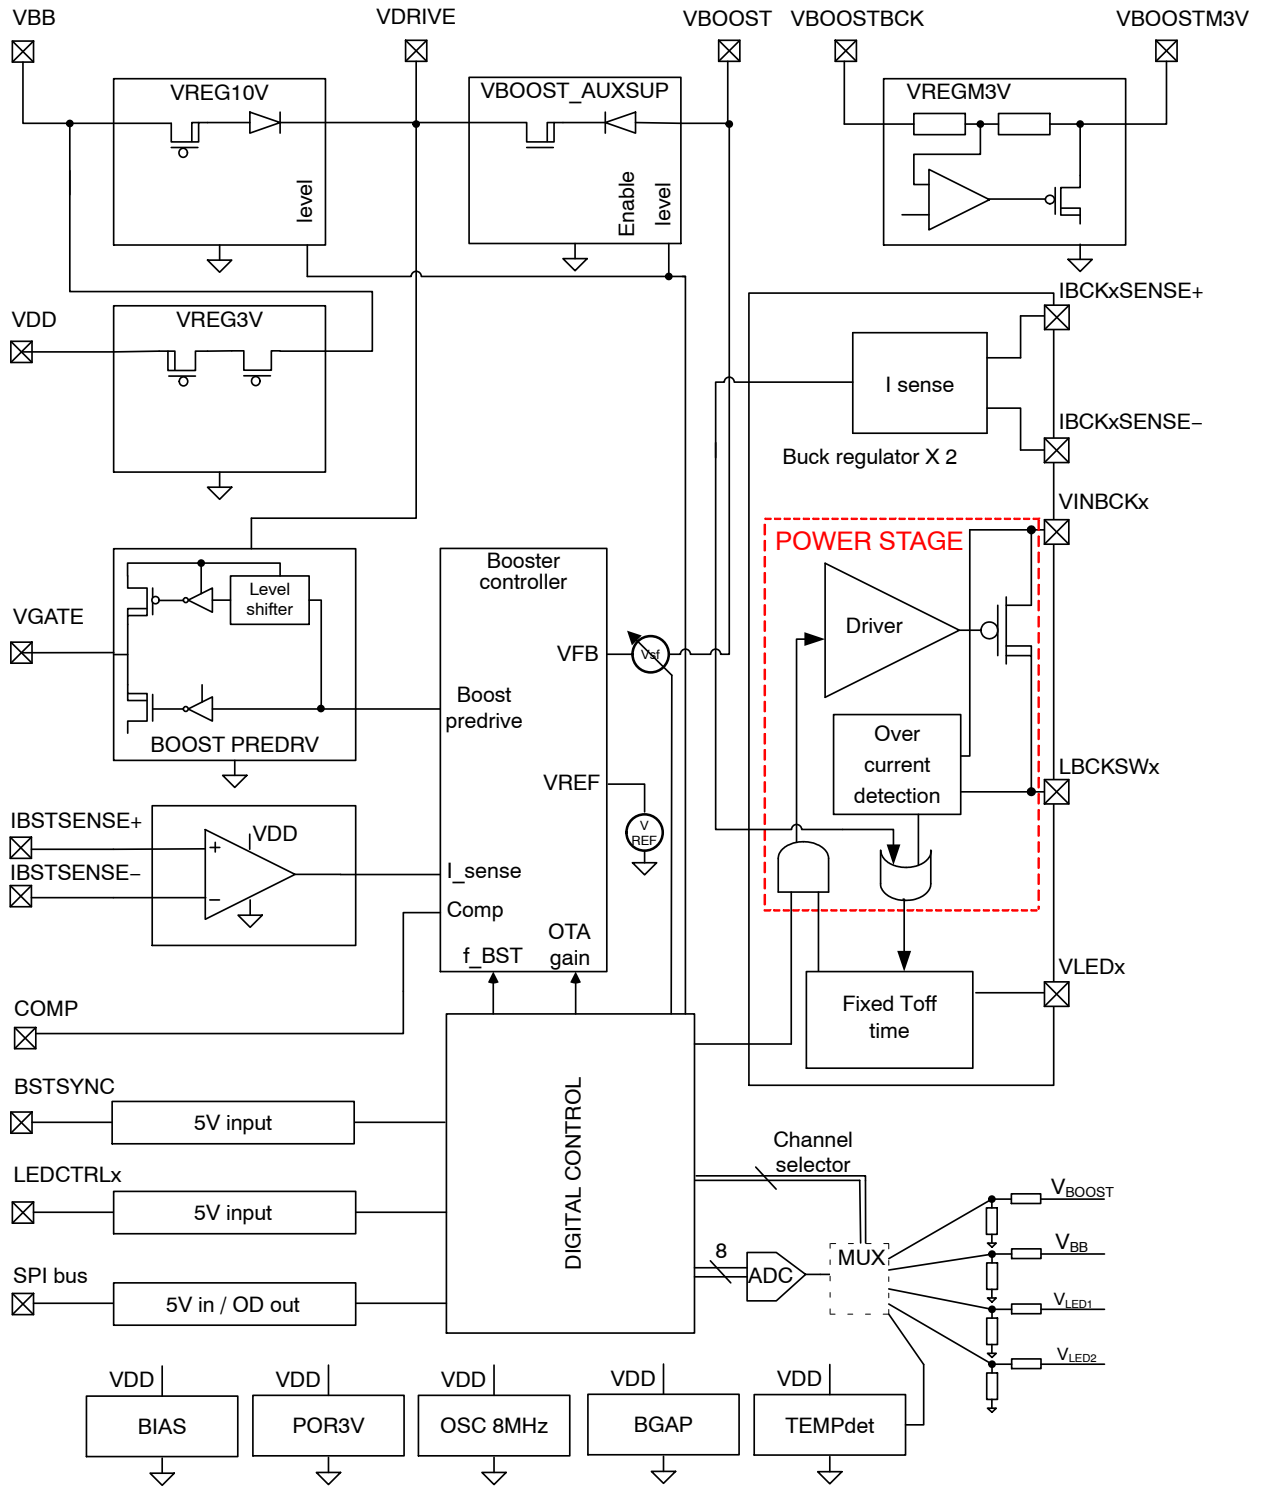 VBB
VDRIVE
VBOOST
VBOOSTBCK
VBOOSTM3V
VREG10V
level
VBOOST_AUXSUP
Enable
level
VREGM3V
VDD
VREG3V
IBCKxSENSE+
I sense
IBCKxSENSE−
Buck regulator X 2
VINBCKx
POWER STAGE
Driver
Over
current
detection
LBCKSWx
VGATE
Level
shifter
BOOST PREDRV
Booster
controller
VFB
Vsf
Boost
predrive
VREF
V
REF
IBSTSENSE+
IBSTSENSE−
VDD
+
−
I_sense
Comp
f_BST
OTA
gain
VLEDx
Fixed Toff
time
COMP
BSTSYNC
5V input
LEDCTRLx
5V input
SPI bus
5V in / OD out
DIGITAL CONTROL
Channel
selector
8
ADC
MUX
VBOOST
VBB
VLED1
VLED2
VDD
BIAS
VDD
POR3V
VDD
OSC 8MHz
VDD
BGAP
VDD
TEMPdet